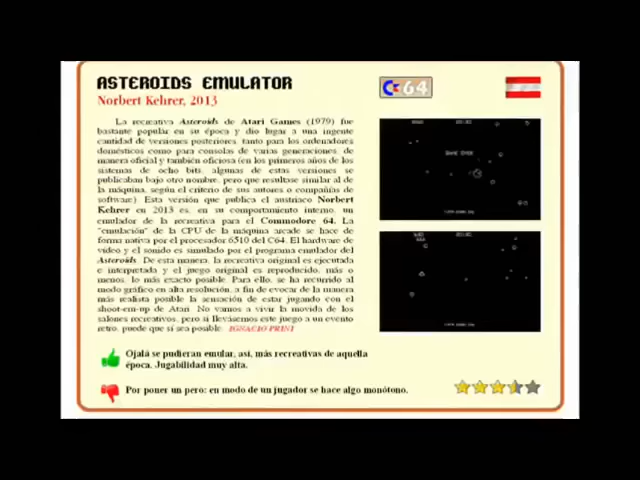 ASTEROIDS EMULATOR
Norbert Kehrer, 2013
C 64
La recreativa Asteroids de Atari Games (1979) fue
bastante popular en su época y dio lugar a una ingente
cantidad de versiones posteriores, tanto para los ordenadores
domésticos como para consolas de varias generaciones, de
manera oficial y también oficiosa (en los primeros años de los
sistemas de ocho bits, algunas de estas versiones se
publicaban bajo otro nombre, pero que resultase similar al de
la máquina, según el criterio de sus autores o compañías de
software). Esta versión que publica el austriaco Norbert
Kehrer en 2013 es, en su comportamiento interno, un
emulador de la recreativa para el Commodore 64. La
"emulación" de la CPU de la máquina arcade se hace de
forma nativa por el procesador 6510 del C64. El hardware de
vídeo y el sonido es simulado por el programa emulador del
Asteroids. De esta manera, la recreativa original es ejecutada
e interpretada y el juego original es reproducido, más o
menos, lo más exacto posible. Para ello, se ha recurrido al
modo gráfico en alta resolución, a fin de evocar de la manera
más realista posible la sensación de estar jugando con el
shoot-em-up de Atari. No vamos a vivir la movida de los
salones recreativos, pero si llevásemos este juego a un evento
retro, puede que sí sea posible. IGNACIO PRINI
GAME OVER
Ojalá se pudieran emular, así, más recreativas de aquella
época. Jugabilidad muy alta.
Por poner un pero: en modo de un jugador se hace algo monótono.